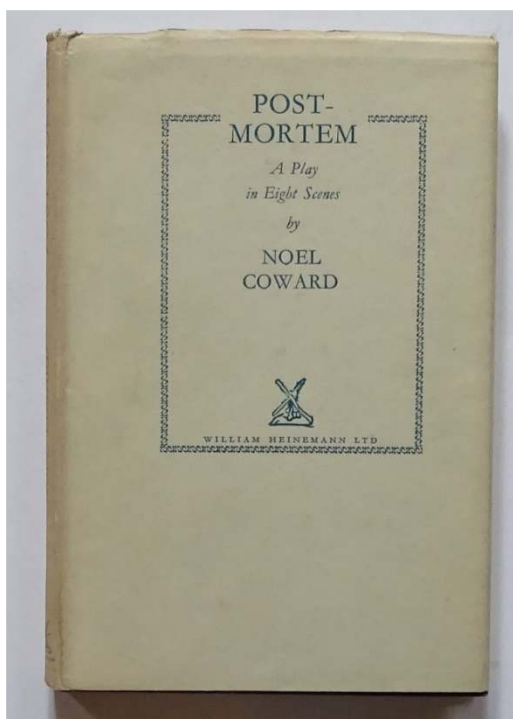 POST-
MORTEM
A Play
in Eight Scenes
by
NOEL
COWARD
WILLIAM HEINEMANN LTD